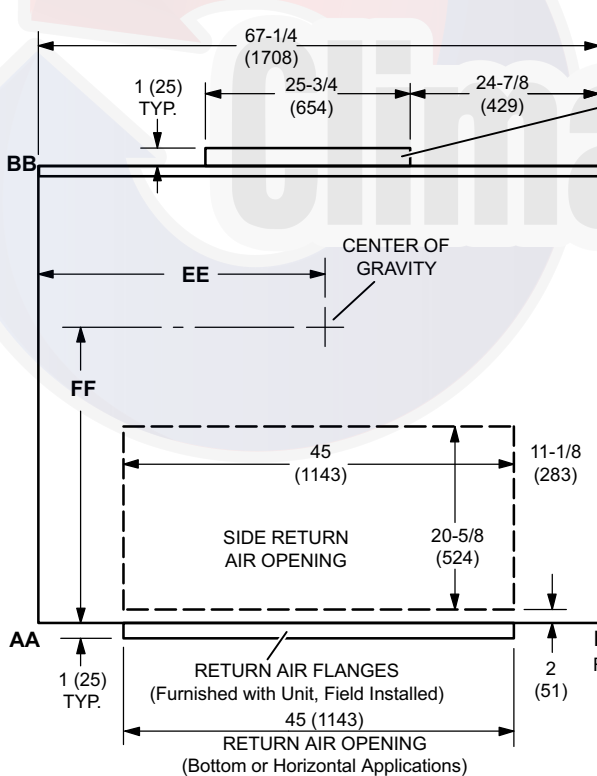 67-1/4
(1708)
1 (25)
TYP.
25-3/4
(654)
24-7/8
(429)
BB
Clima
CENTER OF
GRAVITY
EE
FF
45
(1143)
11-1/8
(283)
SIDE RETURN
AIR OPENING
20-5/8
(524)
AA
1 (25)
TYP.
RETURN AIR FLANGES
(Furnished with Unit, Field Installed)
2
(51)
45 (1143)
RETURN AIR OPENING
(Bottom or Horizontal Applications)